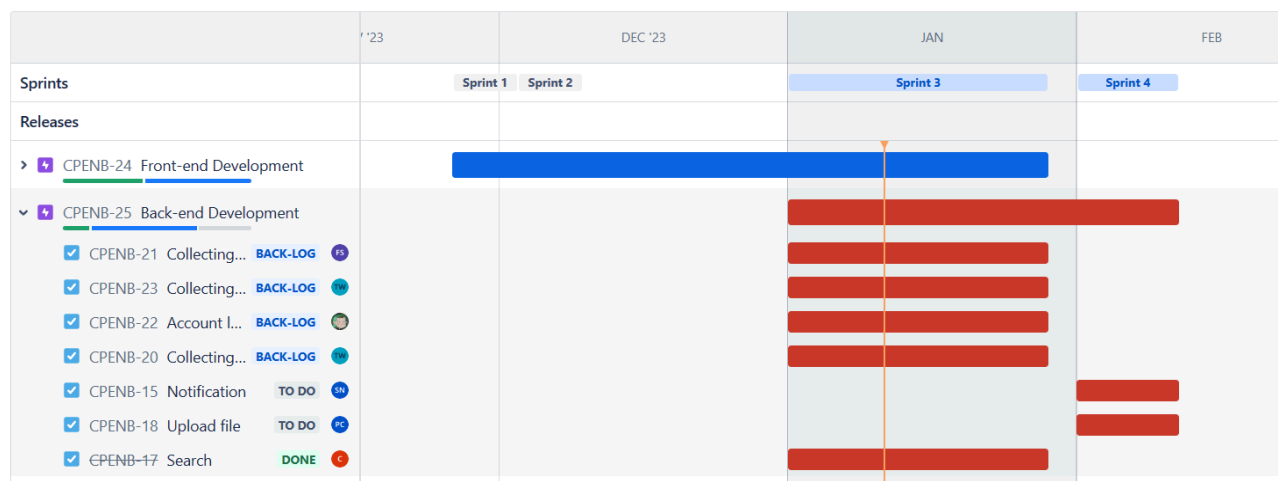 '23 DEC '23 JAN FEB
Sprints Sprint 1 Sprint 2 Sprint 3 Sprint 4
Releases
CPENB-24 Front-end Development
CPENB-25 Back-end Development
CPENB-21 Collecting... BACK-LOG FS
CPENB-23 Collecting... BACK-LOG TW
CPENB-22 Account l... BACK-LOG
CPENB-20 Collecting... BACK-LOG TW
CPENB-15 Notification TO DO SN
CPENB-18 Upload file TO DO PC
CPENB-17 Search DONE C